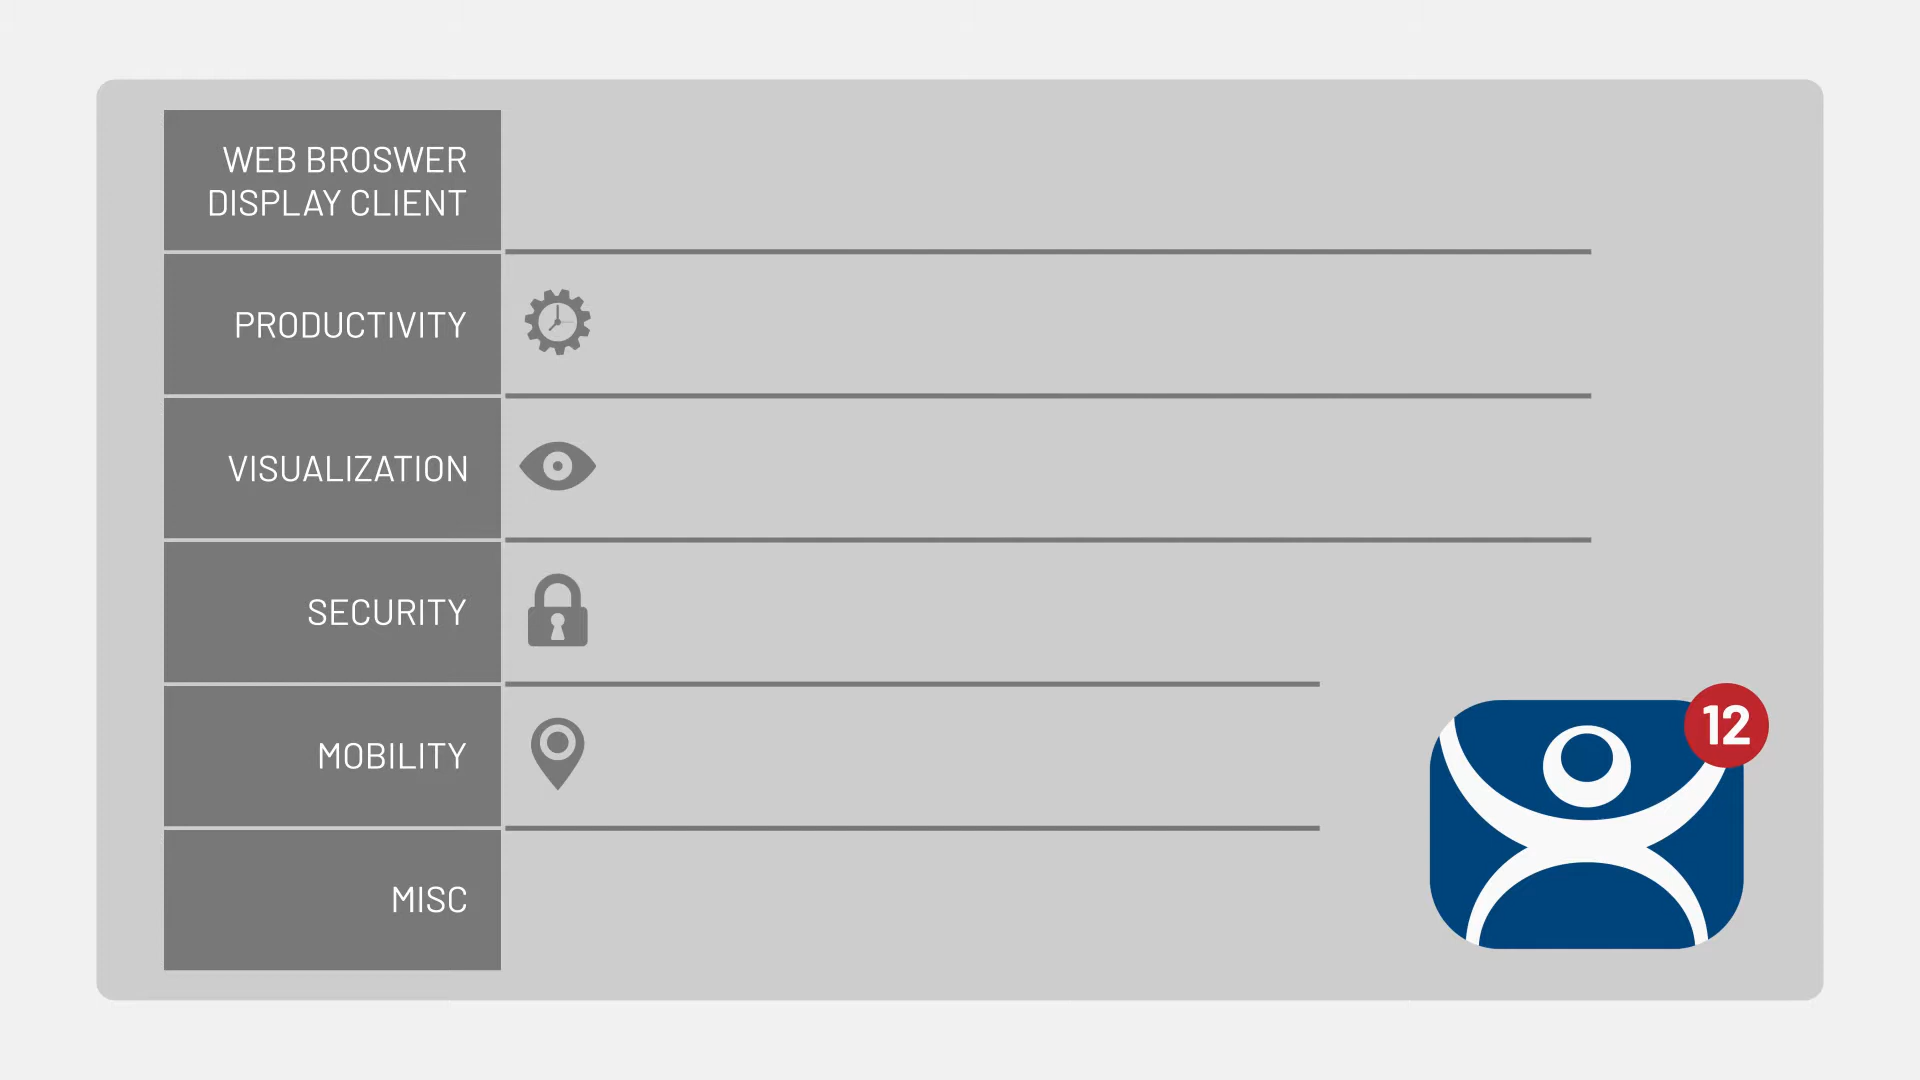 WEB BROSWER
DISPLAY CLIENT
PRODUCTIVITY
VISUALIZATION
SECURITY
MOBILITY
12
MISC